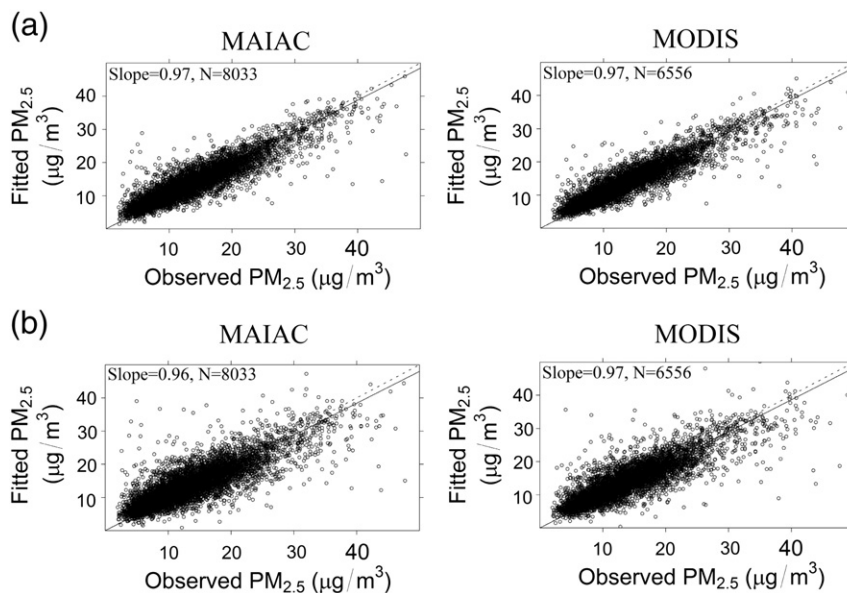 (a)
MAIAC
Slope=0.97, N=8033
Fitted PM2.5
(μg/m3)
40
30
20
10
10 20 30 40
Observed PM2.5 (μg/m3)
MODIS
Slope=0.97, N=6556
Fitted PM2.5
(μg/m3)
40
30
20
10
10 20 30 40
Observed PM2.5 (μg/m3)
(b)
MAIAC
Slope=0.96, N=8033
Fitted PM2.5
(μg/m3)
40
30
20
10
10 20 30 40
Observed PM2.5 (μg/m3)
MODIS
Slope=0.97, N=6556
Fitted PM2.5
(μg/m3)
40
30
20
10
10 20 30 40
Observed PM2.5 (μg/m3)